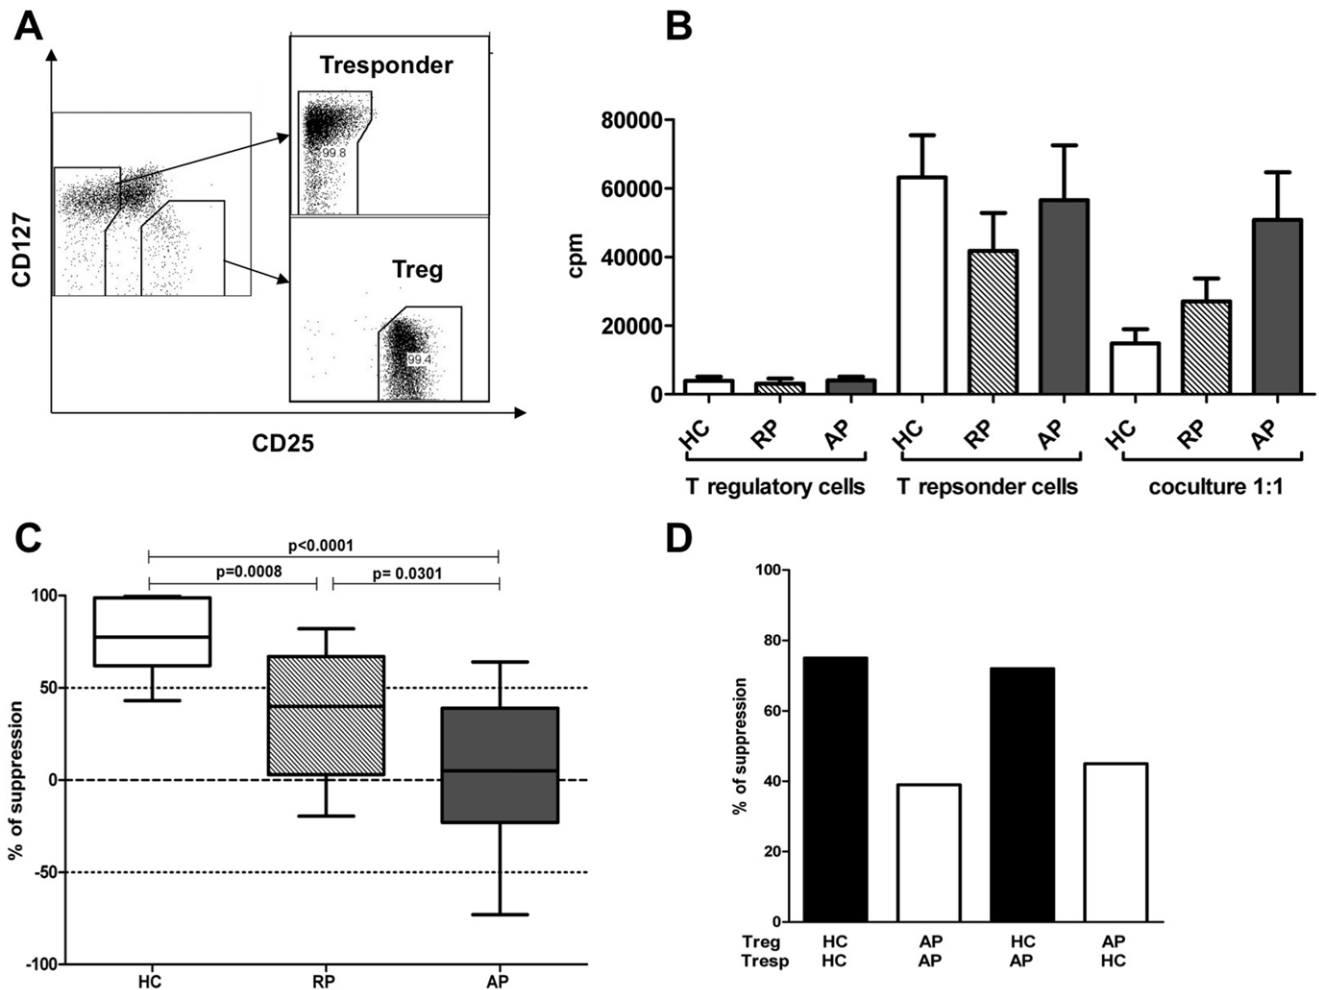 A
Tresponder
99.8
Treg
99.4
CD127
CD25
B
80000
60000
40000
20000
0
cpm
HC RP AP HC RP AP HC RP AP
T regulatory cells T repsonder cells coculture 1:1
C
p<0.0001
p=0.0008 p= 0.0301
100
50
0
-50
-100
% of suppression
HC RP AP
D
100
80
60
40
20
0
% of suppression
Treg HC AP HC AP
Tresp HC AP AP HC